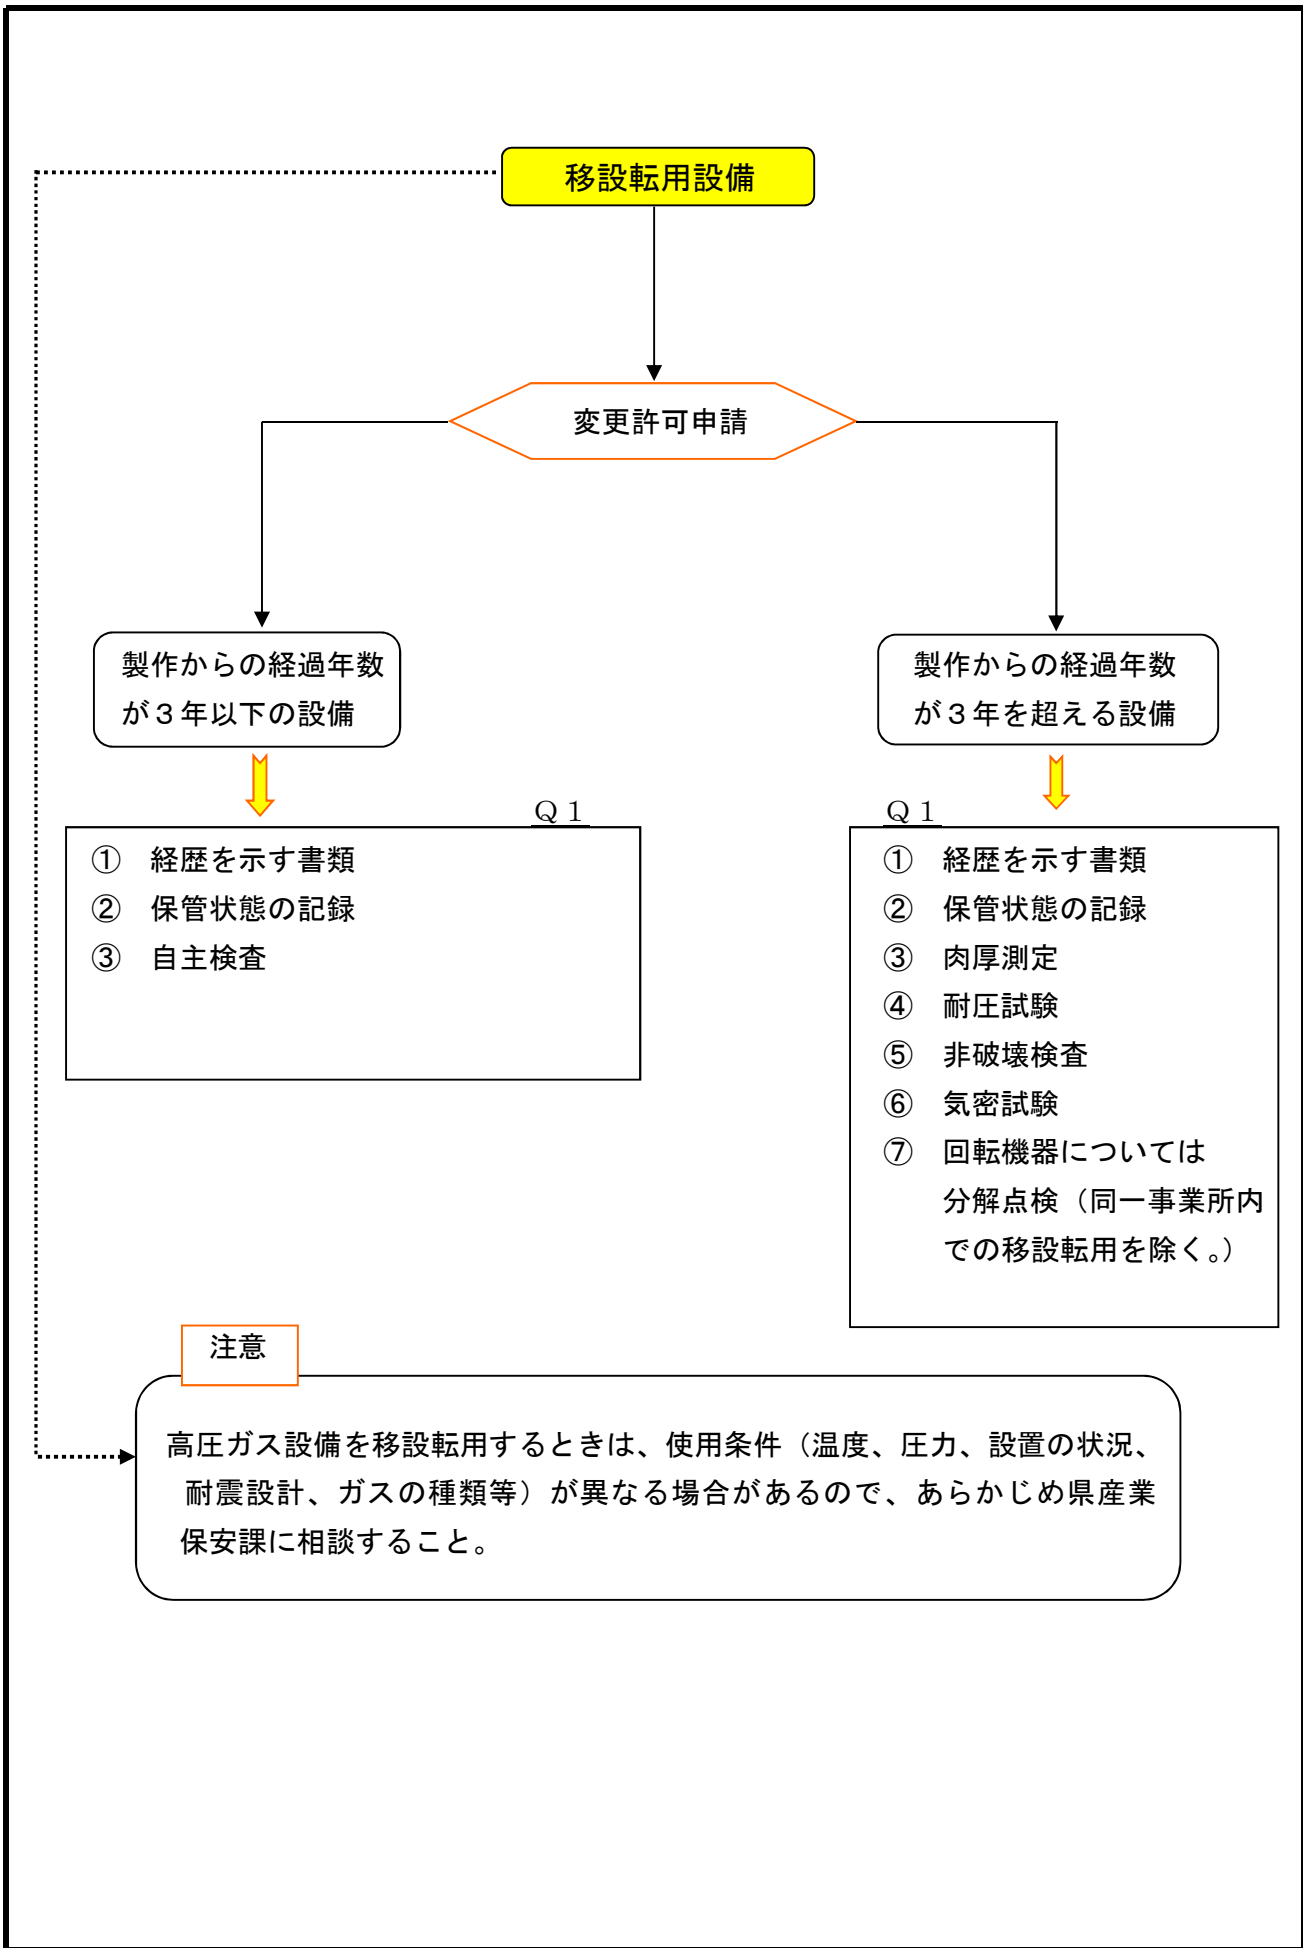 移設転用設備
変更許可申請
製作からの経過年数
が３年以下の設備
Ｑ１
① 経歴を示す書類
② 保管状態の記録
③ 自主検査
製作からの経過年数
が３年を超える設備
Ｑ１
① 経歴を示す書類
② 保管状態の記録
③ 肉厚測定
④ 耐圧試験
⑤ 非破壊検査
⑥ 気密試験
⑦ 回転機器については
分解点検（同一事業所内
での移設転用を除く。）
注意
高圧ガス設備を移設転用するときは、使用条件（温度、圧力、設置の状況、
耐震設計、ガスの種類等）が異なる場合があるので、あらかじめ県産業
保安課に相談すること。